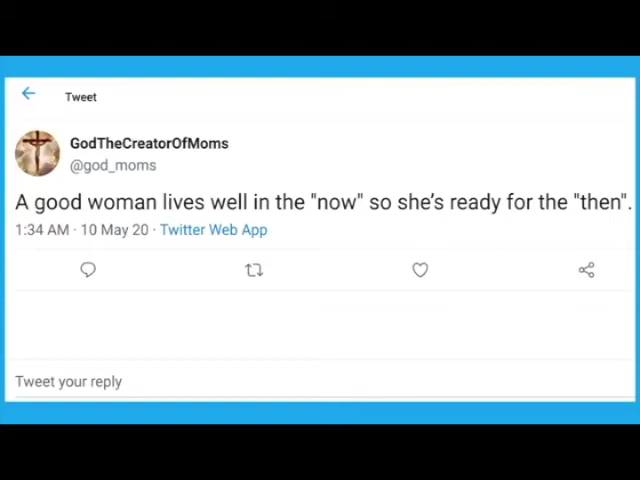 Tweet
GodTheCreatorOfMoms
@god_moms
A good woman lives well in the "now" so she’s ready for the "then".
1:34 AM · 10 May 20 · Twitter Web App
Tweet your reply